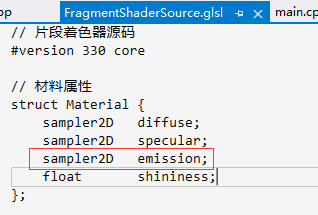 op FragmentShaderSource.glsl main.cp
// 片段着色器源码
#version 330 core
// 材料属性
struct Material {
sampler2D diffuse;
sampler2D specular;
sampler2D emission;
float shininess;
};